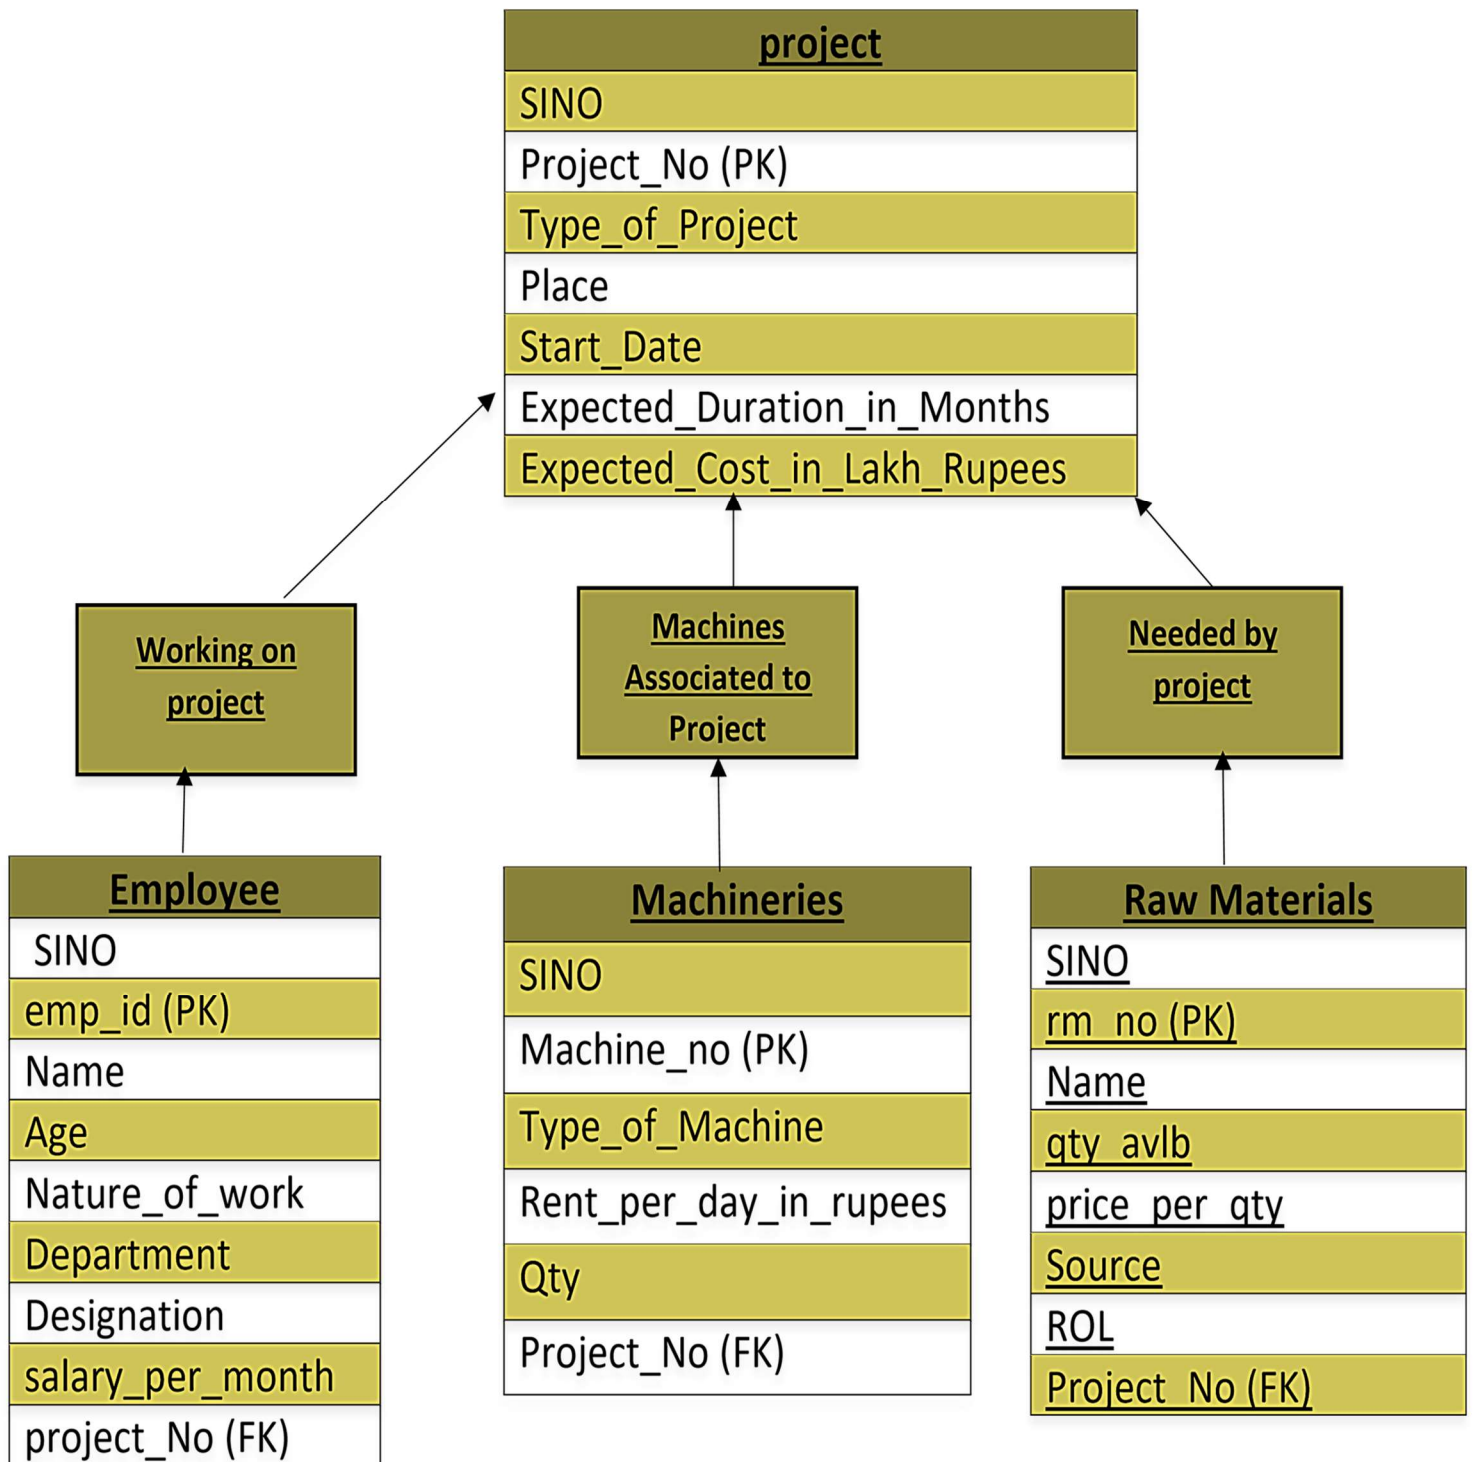 project
SINO
Project_No (PK)
Type_of_Project
Place
Start_Date
Expected_Duration_in_Months
Expected_Cost_in_Lakh_Rupees
Working on
project
Machines
Associated to
Project
Needed by
project
Employee
SINO
emp_id (PK)
Name
Age
Nature_of_work
Department
Designation
salary_per_month
project_No (FK)
Machineries
SINO
Machine_no (PK)
Type_of_Machine
Rent_per_day_in_rupees
Qty
Project_No (FK)
Raw Materials
SINO
rm_no (PK)
Name
qty_avlb
price_per_qty
Source
ROL
Project_No (FK)